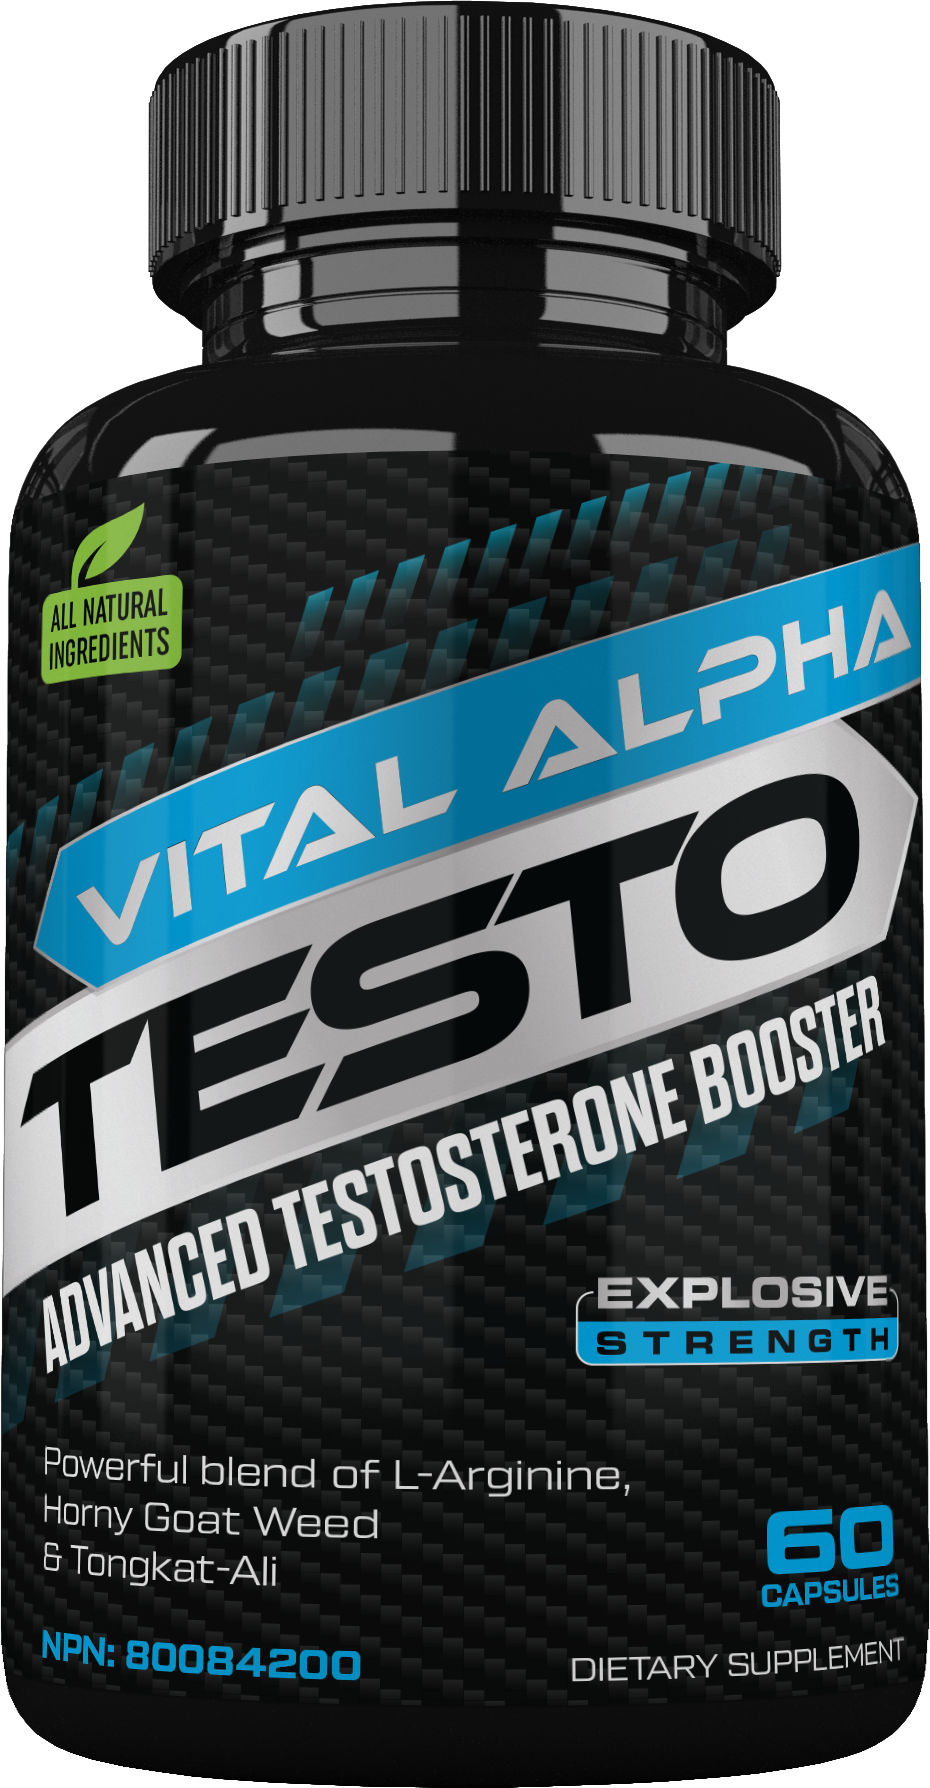 ALL NATURAL
INGREDIENTS
VITAL ALPHA
TESTO
ADVANCED TESTOSTERONE BOOSTER
EXPLOSIVE
STRENGTH
Powerful blend of L-Arginine,
Horny Goat Weed
& Tongkat-Ali
60
CAPSULES
NPN: 80084200
DIETARY SUPPLEMENT